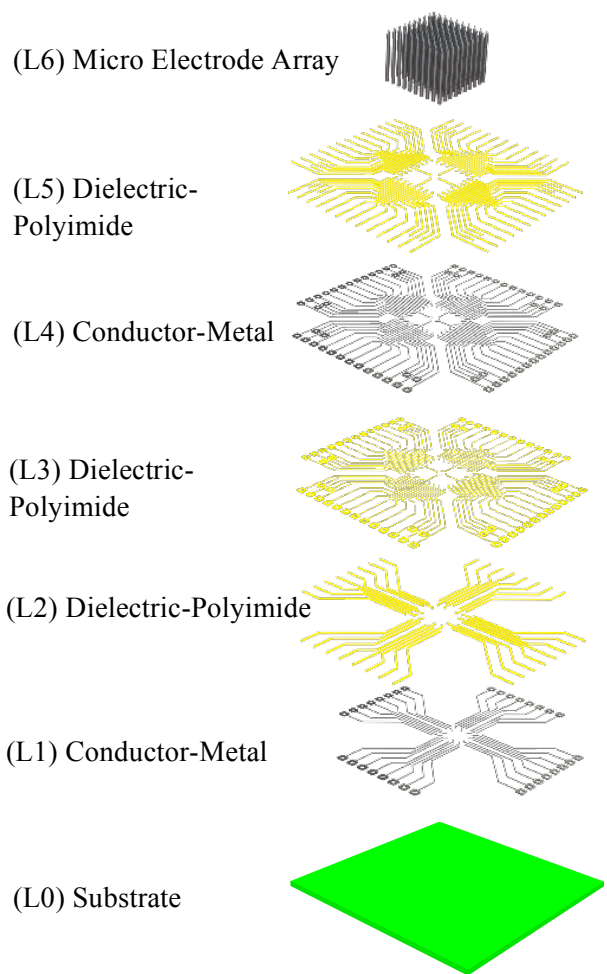 (L6) Micro Electrode Array
(L5) Dielectric-
Polyimide
(L4) Conductor-Metal
(L3) Dielectric-
Polyimide
(L2) Dielectric-Polyimide
(L1) Conductor-Metal
(L0) Substrate